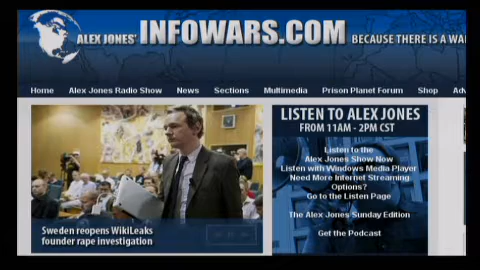 ALEX JONES' INFOWARS.COM BECAUSE THERE IS A WA
Home Alex Jones Radio Show News Sections Multimedia Prison Planet Forum Shop Adv
LISTEN TO ALEX JONES
FROM 11AM - 2PM CST
Listen to the
Alex Jones Show Now
Listen with Windows Media Player
Need More Internet Streaming
Options?
Go to the Listen Page
The Alex Jones Sunday Edition
Get the Podcast
Sweden reopens WikiLeaks
founder rape investigation